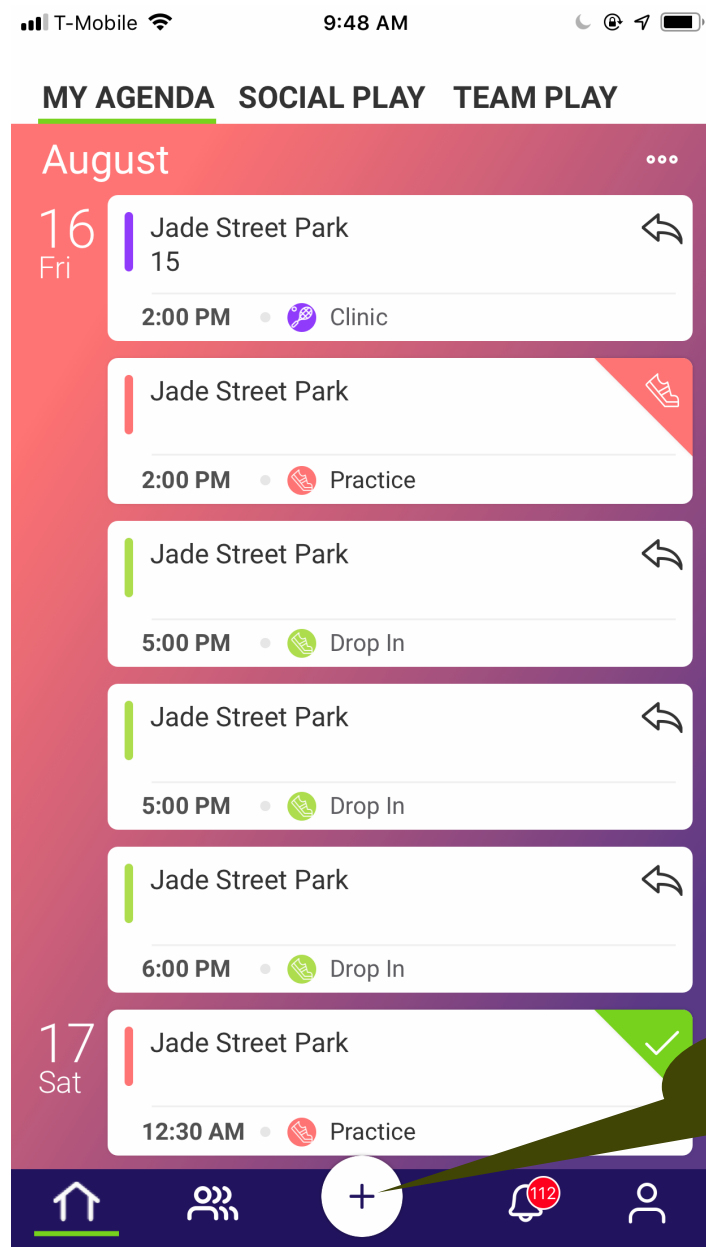 T-Mobile 9:48 AM
MY AGENDA SOCIAL PLAY TEAM PLAY
August
16
Fri
Jade Street Park
15
2:00 PM Clinic
Jade Street Park
2:00 PM Practice
Jade Street Park
5:00 PM Drop In
Jade Street Park
5:00 PM Drop In
Jade Street Park
6:00 PM Drop In
17
Sat
Jade Street Park
12:30 AM Practice
112